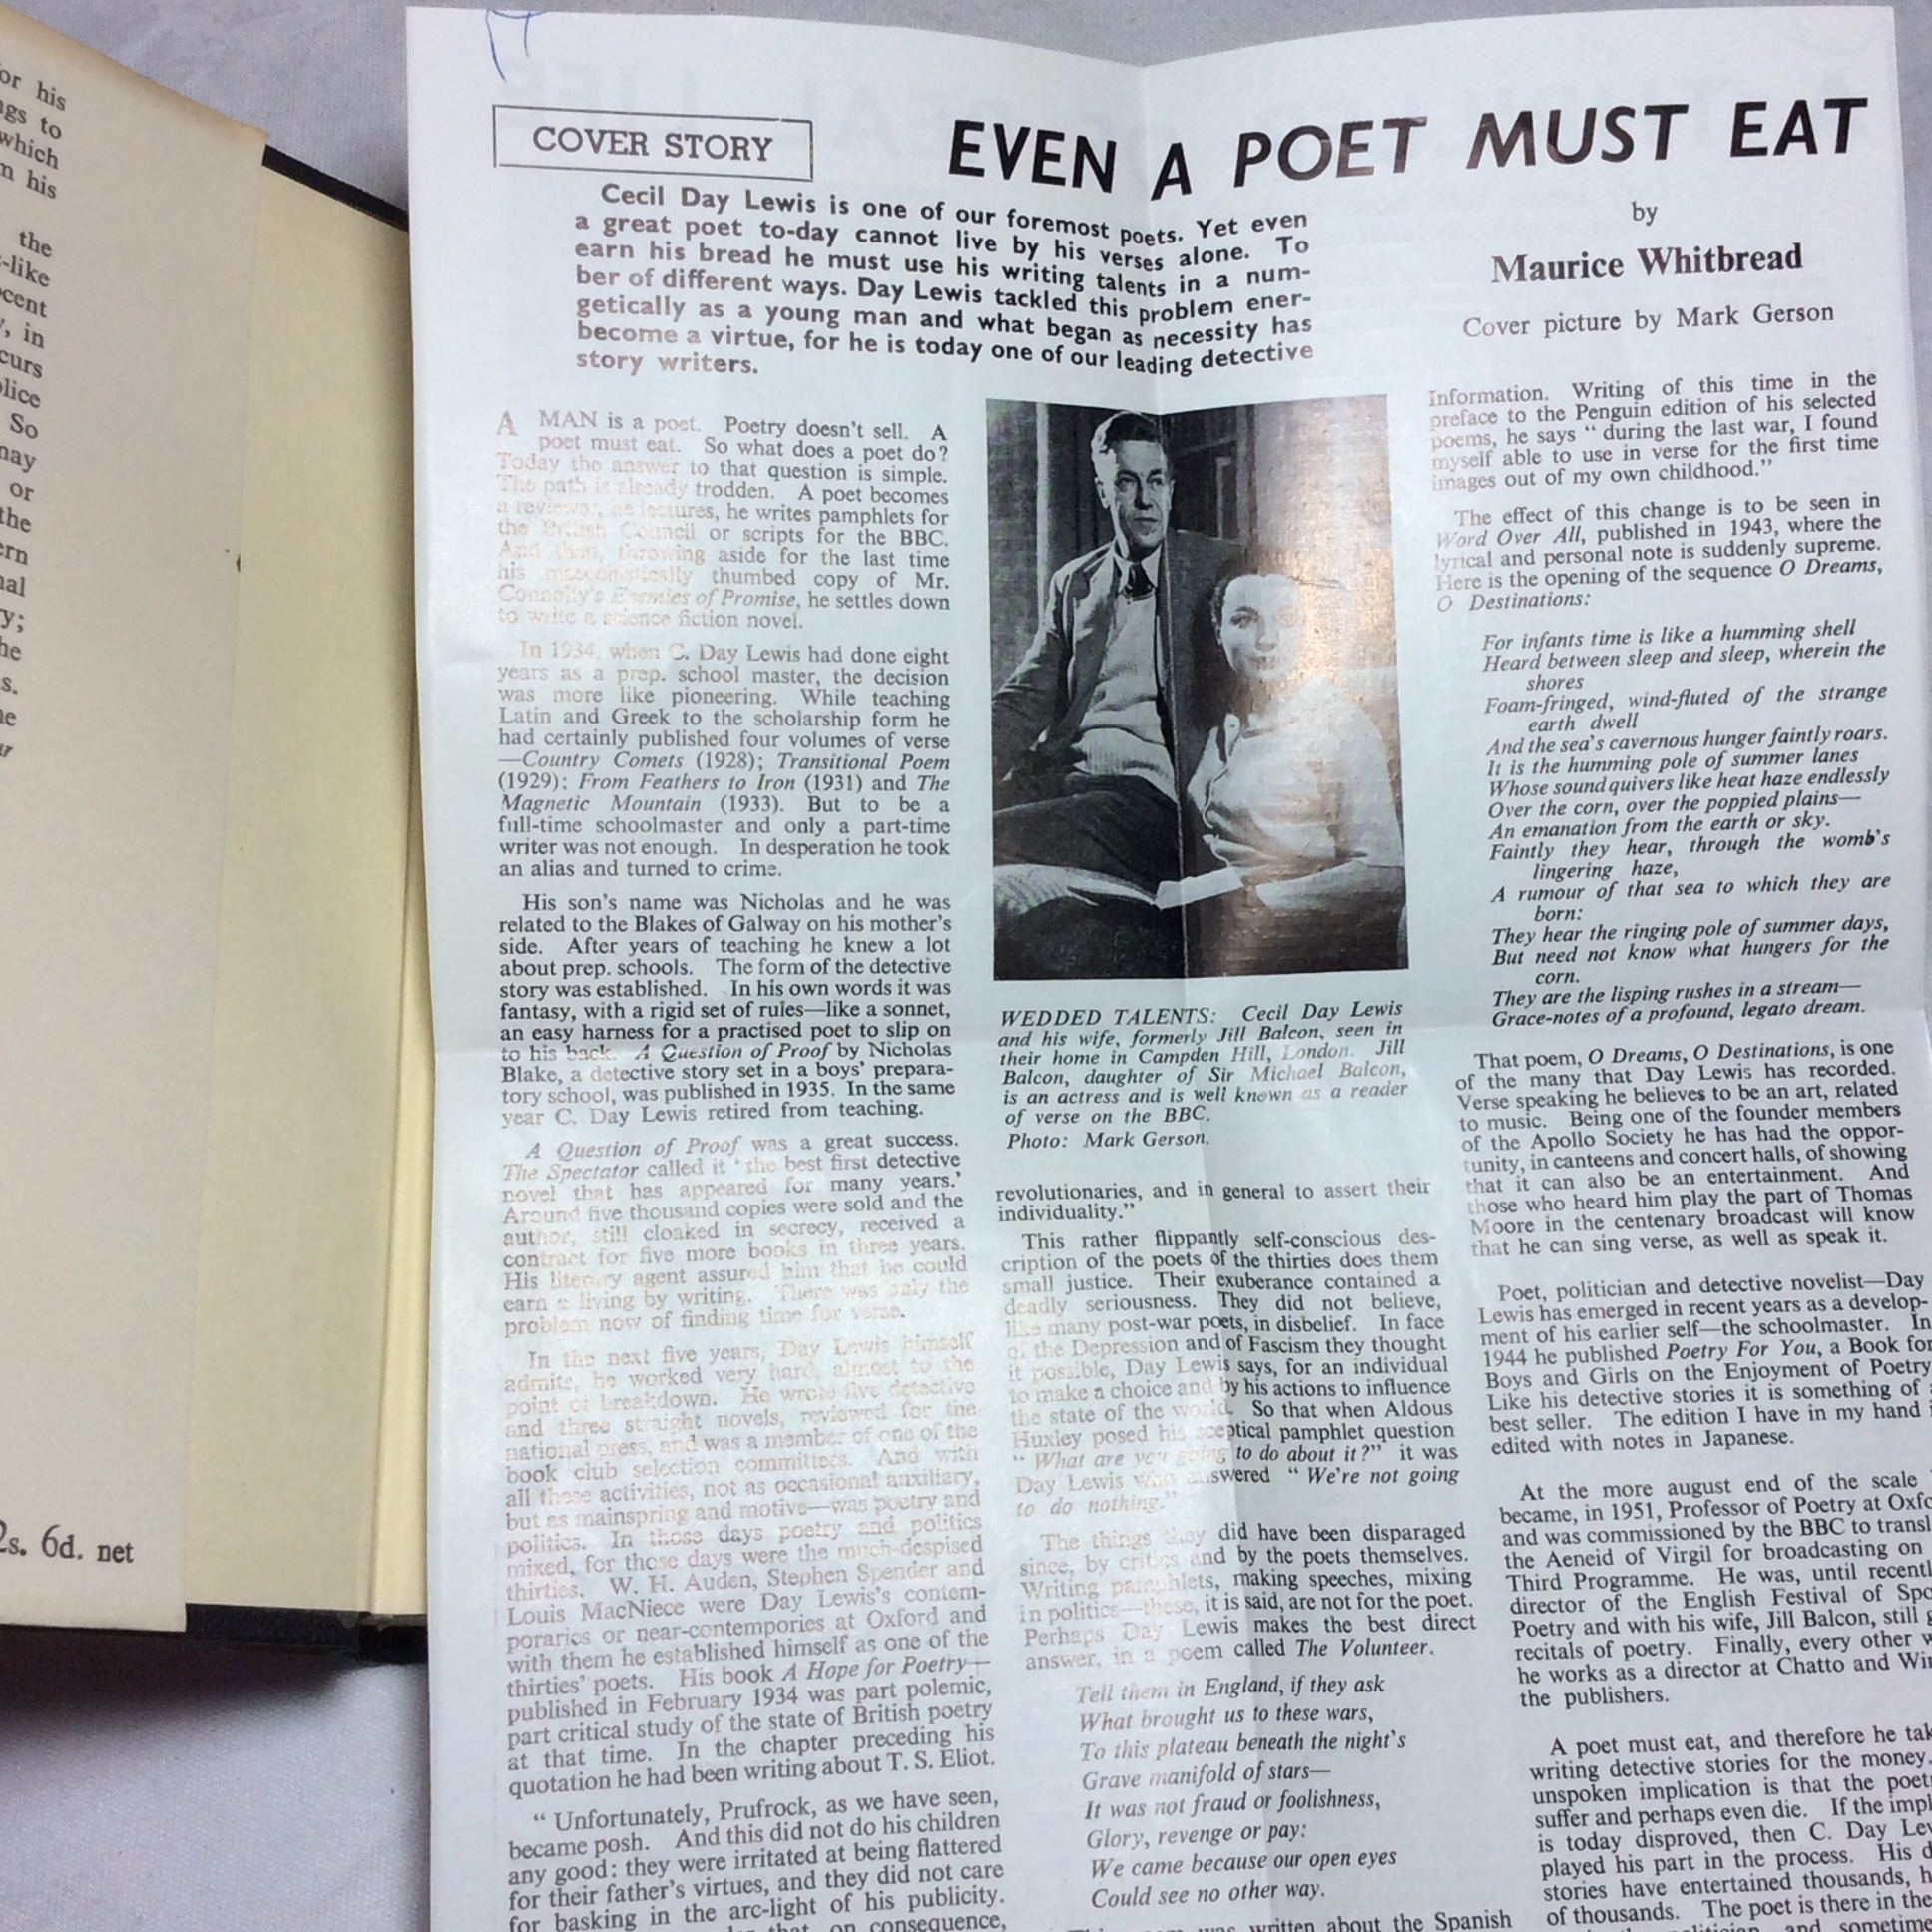 or his
ngs to
which
n his
the
-like
cent
, in
curs
lice
So
nay
or
the
ern
nal
ry;
he
s.
ne
ur
2s. 6d. net
COVER STORY
EVEN A POET MUST EAT
by
Maurice Whitbread
Cover picture by Mark Gerson
Cecil Day Lewis is one of our foremost poets. Yet even
a great poet to-day cannot live by his verses alone. To
earn his bread he must use his writing talents in a num-
ber of different ways. Day Lewis tackled this problem ener-
getically as a young man and what began as necessity has
become a virtue, for he is today one of our leading detective
story writers.
A MAN is a poet. Poetry doesn't sell. A
poet must eat. So what does a poet do?
Today the answer to that question is simple.
The path is already trodden. A poet becomes
a reviewer, he lectures, he writes pamphlets for
the British Council or scripts for the BBC.
And then, throwing aside for the last time
his masochistically thumbed copy of Mr.
Connolly's Enemies of Promise, he settles down
to write a science fiction novel.
In 1934, when C. Day Lewis had done eight
years as a prep. school master, the decision
was more like pioneering. While teaching
Latin and Greek to the scholarship form he
had certainly published four volumes of verse
—Country Comets (1928); Transitional Poem
(1929); From Feathers to Iron (1931) and The
Magnetic Mountain (1933). But to be a
full-time schoolmaster and only a part-time
writer was not enough. In desperation he took
an alias and turned to crime.
His son's name was Nicholas and he was
related to the Blakes of Galway on his mother's
side. After years of teaching he knew a lot
about prep. schools. The form of the detective
story was established. In his own words it was
fantasy, with a rigid set of rules—like a sonnet,
an easy harness for a practised poet to slip on
to his back. A Question of Proof by Nicholas
Blake, a detective story set in a boys' prepara-
tory school, was published in 1935. In the same
year C. Day Lewis retired from teaching.
A Question of Proof was a great success.
The Spectator called it ' the best first detective
novel that has appeared for many years.'
Around five thousand copies were sold and the
author, still cloaked in secrecy, received a
contract for five more books in three years.
His literary agent assured him that he could
earn a living by writing. There was only the
problem now of finding time for verse.
In the next five years, Day Lewis himself
admits, he worked very hard, almost to the
point of breakdown. He wrote five detective
and three straight novels, reviewed for the
national press, and was a member of one of the
book club selection committees. And with
all these activities, not as occasional auxiliary,
but as mainspring and motive—was poetry and
politics. In those days poetry and politics
mixed, for those days were the much-despised
thirties. W. H. Auden, Stephen Spender and
Louis MacNiece were Day Lewis's contem-
poraries or near-contempories at Oxford and
with them he established himself as one of the
thirties' poets. His book A Hope for Poetry—
published in February 1934 was part polemic,
part critical study of the state of British poetry
at that time. In the chapter preceding his
quotation he had been writing about T. S. Eliot.
" Unfortunately, Prufrock, as we have seen,
became posh. And this did not do his children
any good: they were irritated at being flattered
for their father's virtues, and they did not care
for basking in the arc-light of his publicity.
that, on consequence,
WEDDED TALENTS: Cecil Day Lewis
and his wife, formerly Jill Balcon, seen in
their home in Campden Hill, London. Jill
Balcon, daughter of Sir Michael Balcon,
is an actress and is well known as a reader
of verse on the BBC.
Photo: Mark Gerson.
revolutionaries, and in general to assert their
individuality."
This rather flippantly self-conscious des-
cription of the poets of the thirties does them
small justice. Their exuberance contained a
deadly seriousness. They did not believe,
like many post-war poets, in disbelief. In face
of the Depression and of Fascism they thought
it possible, Day Lewis says, for an individual
to make a choice and by his actions to influence
the state of the world. So that when Aldous
Huxley posed his sceptical pamphlet question
" What are you going to do about it?" it was
Day Lewis who answered " We're not going
to do nothing."
The things they did have been disparaged
since, by critics and by the poets themselves.
Writing pamphlets, making speeches, mixing
in politics—these, it is said, are not for the poet.
Perhaps Day Lewis makes the best direct
answer, in a poem called The Volunteer.
Tell them in England, if they ask
What brought us to these wars,
To this plateau beneath the night's
Grave manifold of stars—
It was not fraud or foolishness,
Glory, revenge or pay:
We came because our open eyes
Could see no other way.
written about the Spanish
Information. Writing of this time in the
preface to the Penguin edition of his selected
poems, he says " during the last war, I found
myself able to use in verse for the first time
images out of my own childhood."
The effect of this change is to be seen in
Word Over All, published in 1943, where the
lyrical and personal note is suddenly supreme.
Here is the opening of the sequence O Dreams,
O Destinations:
For infants time is like a humming shell
Heard between sleep and sleep, wherein the
shores
Foam-fringed, wind-fluted of the strange
earth dwell
And the sea's cavernous hunger faintly roars.
It is the humming pole of summer lanes
Whose sound quivers like heat haze endlessly
Over the corn, over the poppied plains—
An emanation from the earth or sky.
Faintly they hear, through the womb's
lingering haze,
A rumour of that sea to which they are
born:
They hear the ringing pole of summer days,
But need not know what hungers for the
corn.
They are the lisping rushes in a stream—
Grace-notes of a profound, legato dream.
That poem, O Dreams, O Destinations, is one
of the many that Day Lewis has recorded.
Verse speaking he believes to be an art, related
to music. Being one of the founder members
of the Apollo Society he has had the oppor-
tunity, in canteens and concert halls, of showing
that it can also be an entertainment. And
those who heard him play the part of Thomas
Moore in the centenary broadcast will know
that he can sing verse, as well as speak it.
Poet, politician and detective novelist—Day
Lewis has emerged in recent years as a develop-
ment of his earlier self—the schoolmaster. In
1944 he published Poetry For You, a Book for
Boys and Girls on the Enjoyment of Poetry
Like his detective stories it is something of
best seller. The edition I have in my hand
edited with notes in Japanese.
At the more august end of the scale
became, in 1951, Professor of Poetry at Oxfo
and was commissioned by the BBC to transl
the Aeneid of Virgil for broadcasting on
Third Programme. He was, until recentl
director of the English Festival of Spo
Poetry and with his wife, Jill Balcon, still
recitals of poetry. Finally, every other w
he works as a director at Chatto and Win
the publishers.
A poet must eat, and therefore he tak
writing detective stories for the money.
unspoken implication is that the poet
suffer and perhaps even die. If the impl
is today disproved, then C. Day Lew
played his part in the process. His d
stories have entertained thousands, h
of thousands. The poet is there in the
and sometim